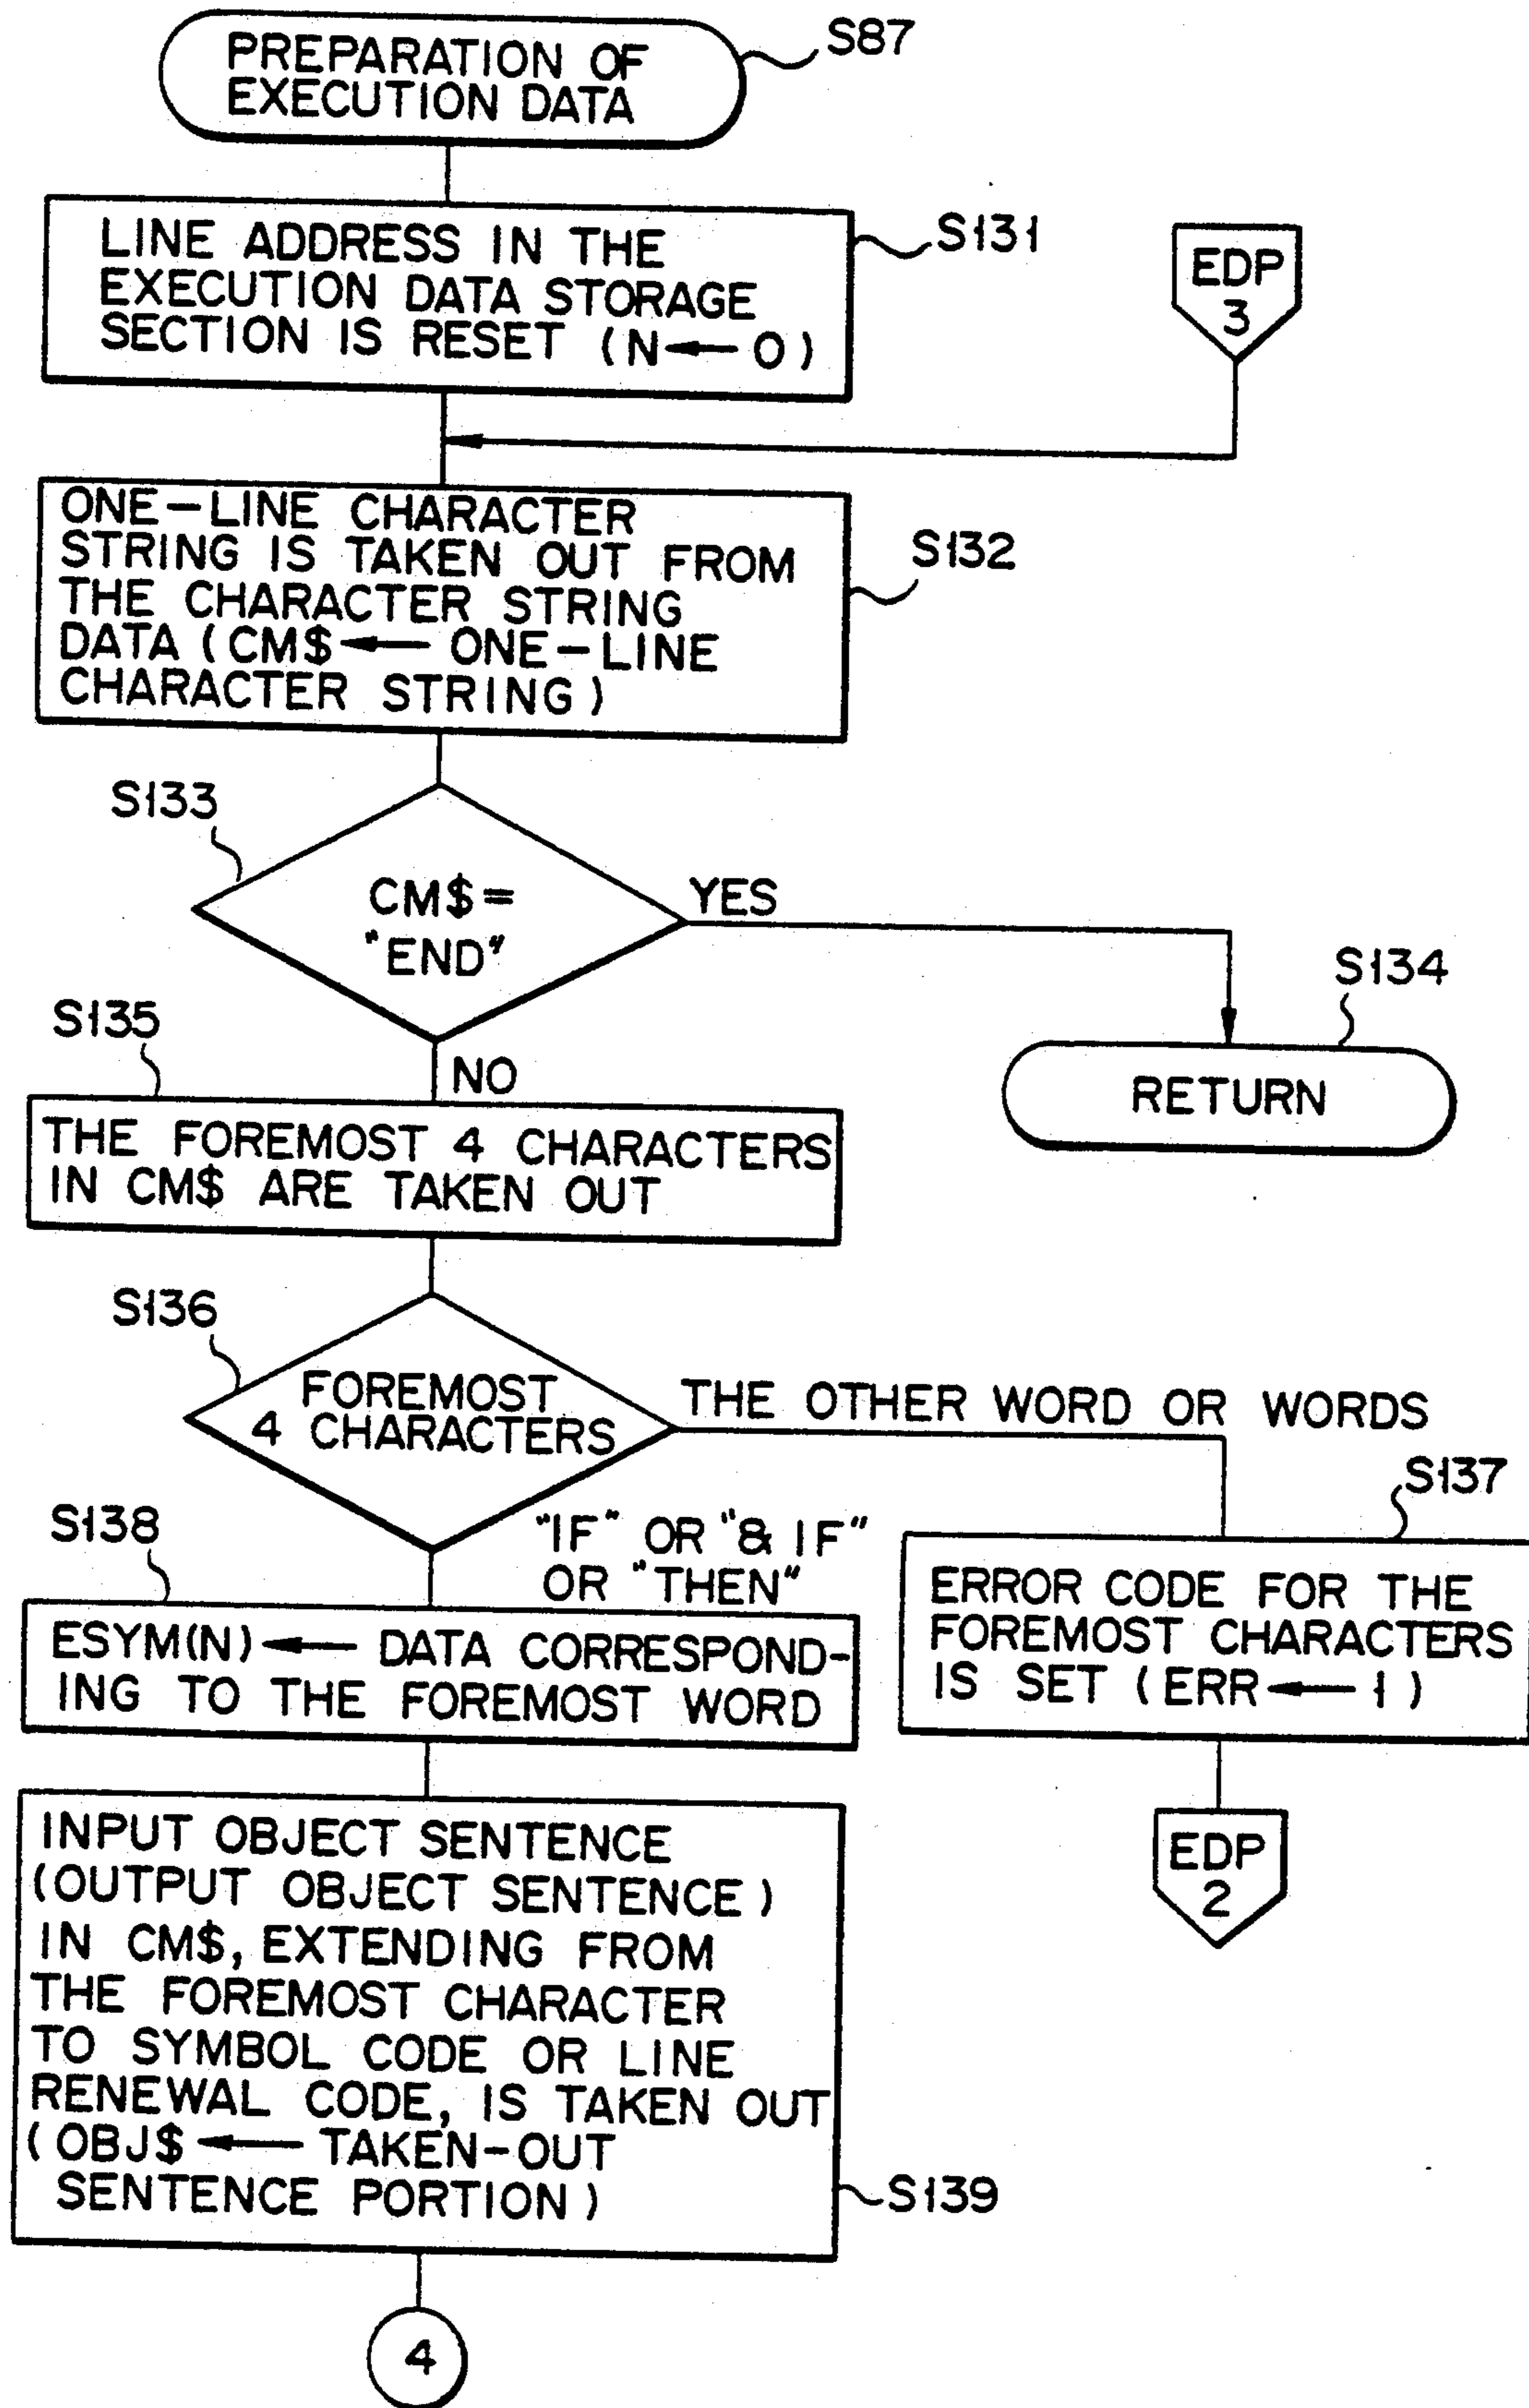 PREPARATION OF
EXECUTION DATA
S87
LINE ADDRESS IN THE
EXECUTION DATA STORAGE
SECTION IS RESET (N← O)
S131
EDP
3
ONE-LINE CHARACTER
STRING IS TAKEN OUT FROM
THE CHARACTER STRING
DATA (CM$← ONE-LINE
CHARACTER STRING)
S132
S133
CM$=
"END"
YES
S134
RETURN
S135
NO
THE FOREMOST 4 CHARACTERS
IN CM$ ARE TAKEN OUT
S136
FOREMOST
4 CHARACTERS
THE OTHER WORD OR WORDS
S137
S138
"IF" OR "& IF"
OR "THEN"
ERROR CODE FOR THE
FOREMOST CHARACTERS
IS SET (ERR← 1)
ESYM(N)← DATA CORRESPOND-
ING TO THE FOREMOST WORD
EDP
2
INPUT OBJECT SENTENCE
(OUTPUT OBJECT SENTENCE)
IN CM$, EXTENDING FROM
THE FOREMOST CHARACTER
TO SYMBOL CODE OR LINE
RENEWAL CODE, IS TAKEN OUT
(OBJ$← TAKEN-OUT
SENTENCE PORTION)
S139
4